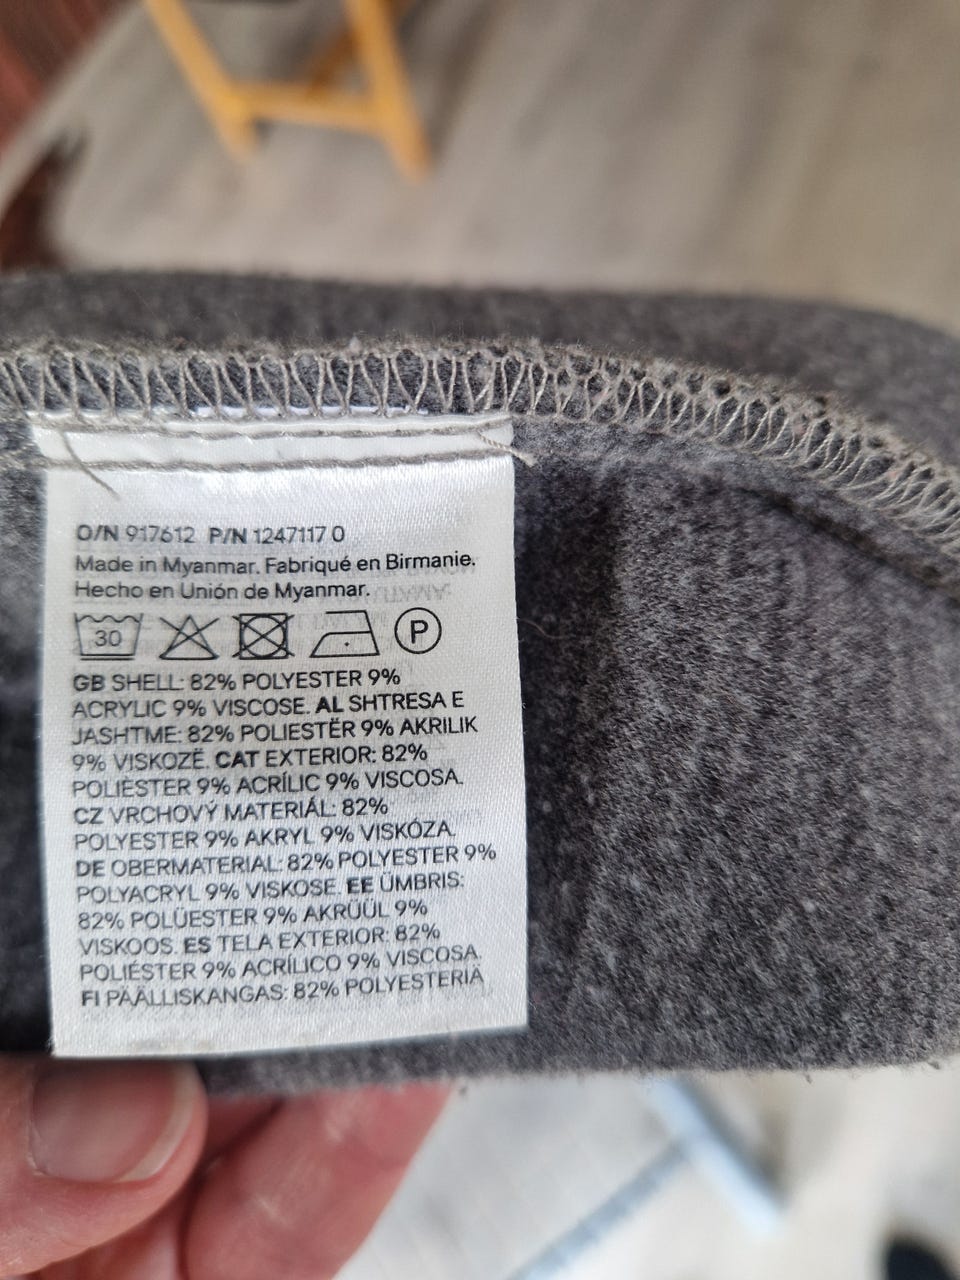 O/N 917612 P/N 1247117 0
Made in Myanmar. Fabriqué en Birmanie.
Hecho en Unión de Myanmar.
30 P
GB SHELL: 82% POLYESTER 9%
ACRYLIC 9% VISCOSE. AL SHTRESA E
JASHTME: 82% POLIESTËR 9% AKRILIK
9% VISKOZË. CAT EXTERIOR: 82%
POLIÈSTER 9% ACRÍLIC 9% VISCOSA.
CZ VRCHOVÝ MATERIÁL: 82%
POLYESTER 9% AKRYL 9% VISKÓZA.
DE OBERMATERIAL: 82% POLYESTER 9%
POLYACRYL 9% VISKOSE. EE ÜMBRIS:
82% POLÜESTER 9% AKRÜÜL 9%
VISKOOS. ES TELA EXTERIOR: 82%
POLIÉSTER 9% ACRÍLICO 9% VISCOSA.
FI PÄÄLLISKANGAS: 82% POLYESTERIÄ